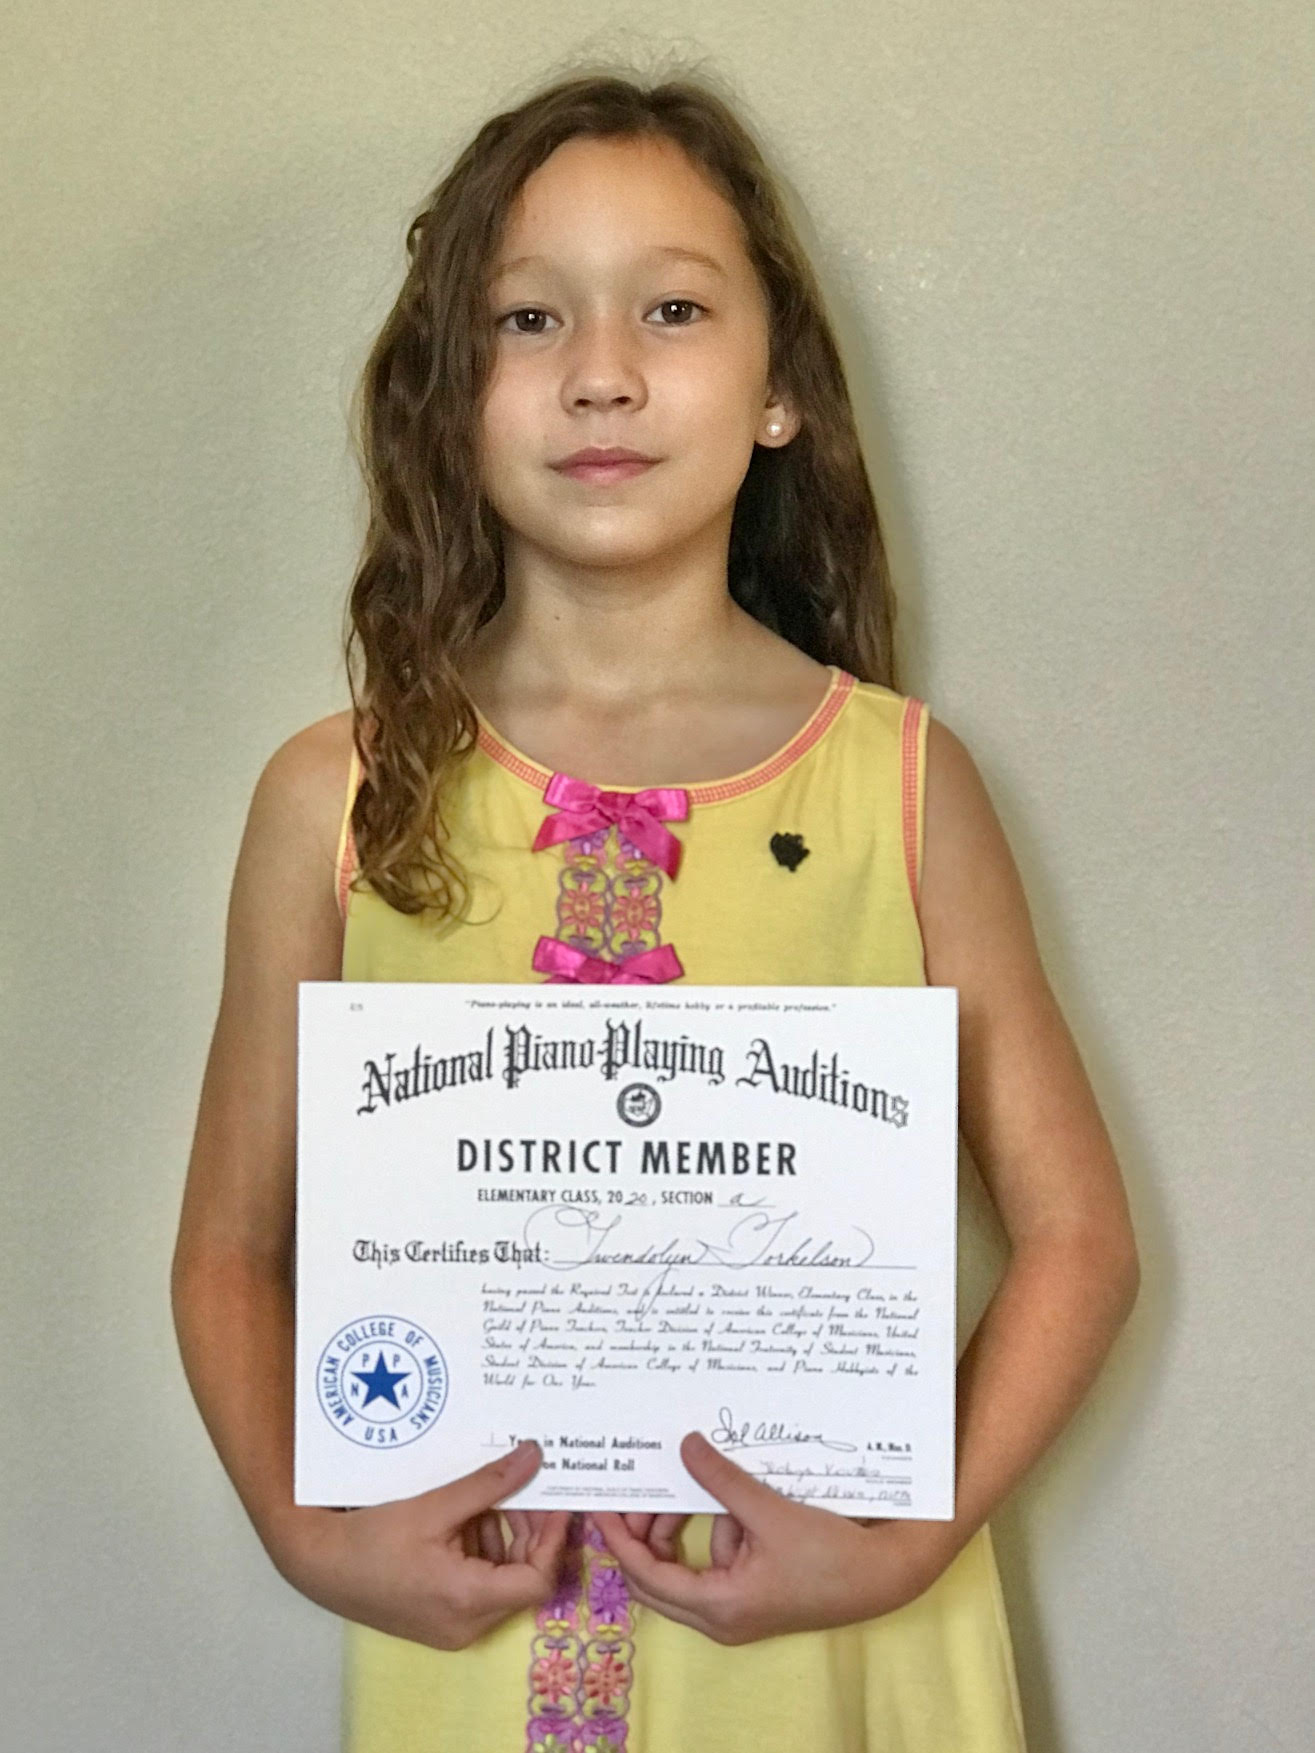 "Piano-playing is an ideal, all-weather, lifetime hobby or a profitable profession."
National Piano-Playing Auditions
DISTRICT MEMBER
ELEMENTARY CLASS, 2020, SECTION a
This Certifies That: Gwendolyn Torkelson
having passed the Required Test is declared a District Winner, Elementary Class, in the
National Piano Auditions, and is entitled to receive this certificate from the National
Guild of Piano Teachers, Teacher Division of American College of Musicians, United
States of America, and membership in the National Fraternity of Student Musicians,
Student Division of American College of Musicians, and Piano Hobbyists of the
World for One Year.
AMERICAN COLLEGE OF MUSICIANS
P P
N A
USA
Irl Allison
A. M., Mus. D.
FOUNDER
1 Years in National Auditions
on National Roll